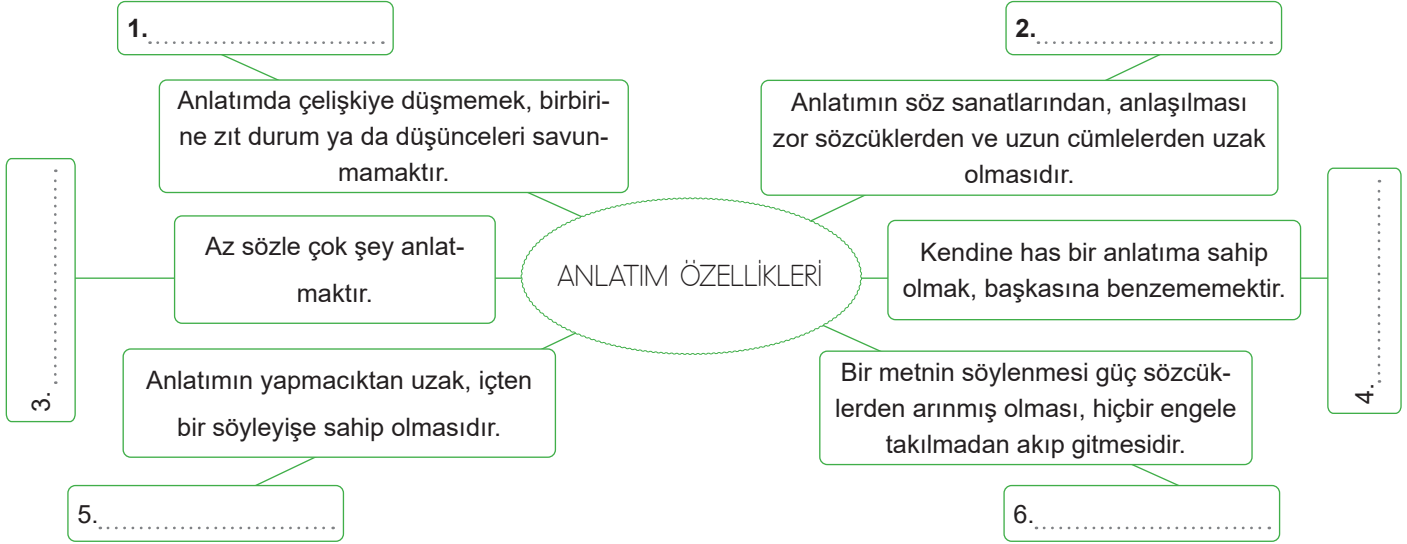 1.
Anlatımda çelişkiye düşmemek, birbiri-
ne zıt durum ya da düşünceleri savun-
mamaktır.
2.
Anlatımın söz sanatlarından, anlaşılması
zor sözcüklerden ve uzun cümlelerden uzak
olmasıdır.
3.
Az sözle çok şey anlat-
maktır.
ANLATIM ÖZELLİKLERİ
Kendine has bir anlatıma sahip
olmak, başkasına benzememektir.
4.
Anlatımın yapmacıktan uzak, içten
bir söyleyişe sahip olmasıdır.
5.
Bir metnin söylenmesi güç sözcük-
lerden arınmış olması, hiçbir engele
takılmadan akıp gitmesidir.
6.